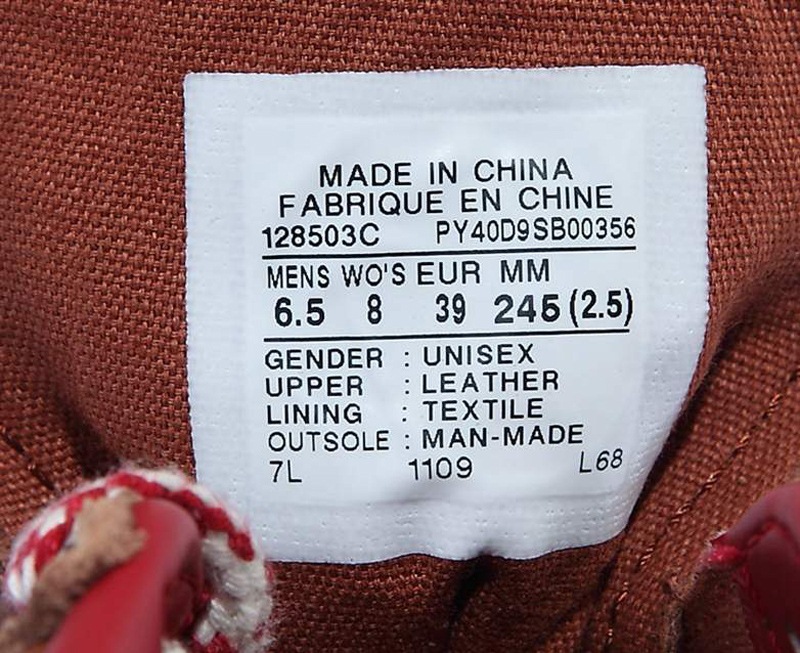 MADE IN CHINA
FABRIQUE EN CHINE
128503C PY40D9SB00356
MENS WO'S EUR MM
6.5 8 39 245 (2.5)
GENDER : UNISEX
UPPER : LEATHER
LINING : TEXTILE
OUTSOLE : MAN-MADE
7L 1109 L68